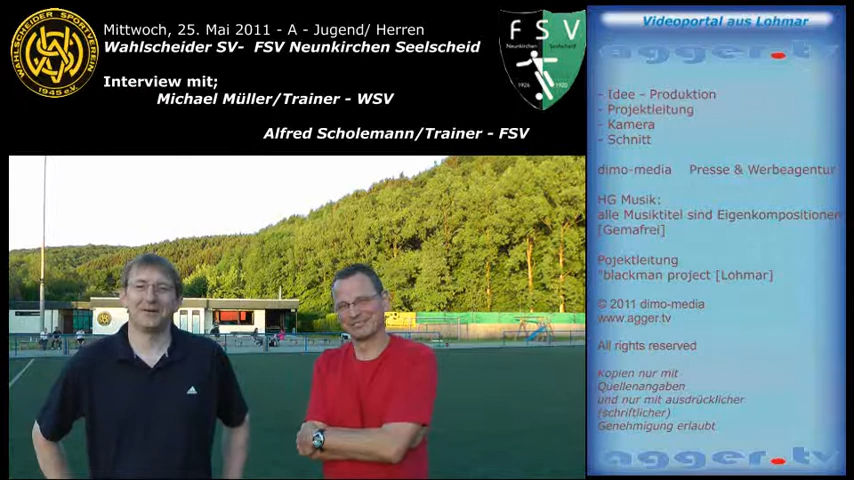 WAHLSCHEIDER SPORTVEREIN
WSV
1945 e.V.
Mittwoch, 25. Mai 2011 - A - Jugend/ Herren
Wahlscheider SV-  FSV Neunkirchen Seelscheid
Interview mit;
Michael Müller/Trainer - WSV
Alfred Scholemann/Trainer - FSV
F S V
Neunkirchen Seelscheid
1926 1920
Videoportal aus Lohmar
agger.tv
- Idee - Produktion
- Projektleitung
- Kamera
- Schnitt
dimo-media    Presse & Werbeagentur
HG Musik:
alle Musiktitel sind Eigenkompositionen
[Gemafrei]
Pojektleitung
"blackman project [Lohmar]
© 2011 dimo-media
www.agger.tv
All rights reserved
Kopien nur mit
Quellenangaben
und nur mit ausdrücklicher
(schriftlicher)
Genehmigung erlaubt
agger.tv